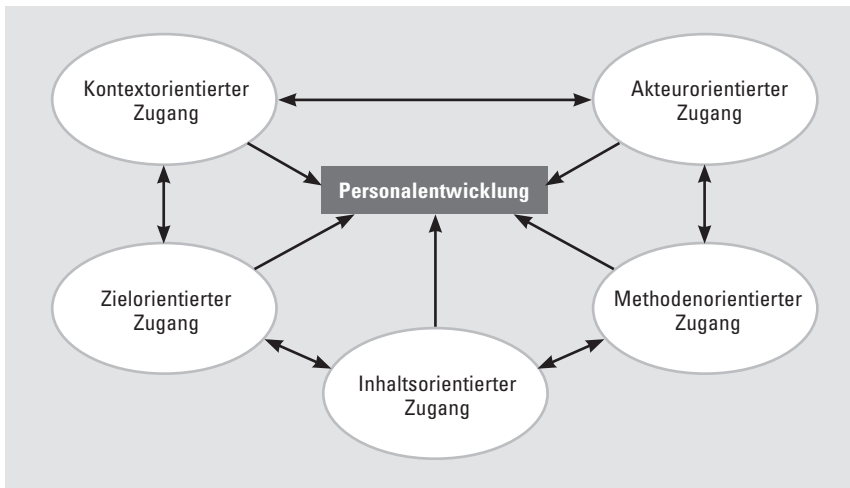 Kontextorientierter
Zugang
Akteurorientierter
Zugang
Personalentwicklung
Zielorientierter
Zugang
Methodenorientierter
Zugang
Inhaltsorientierter
Zugang